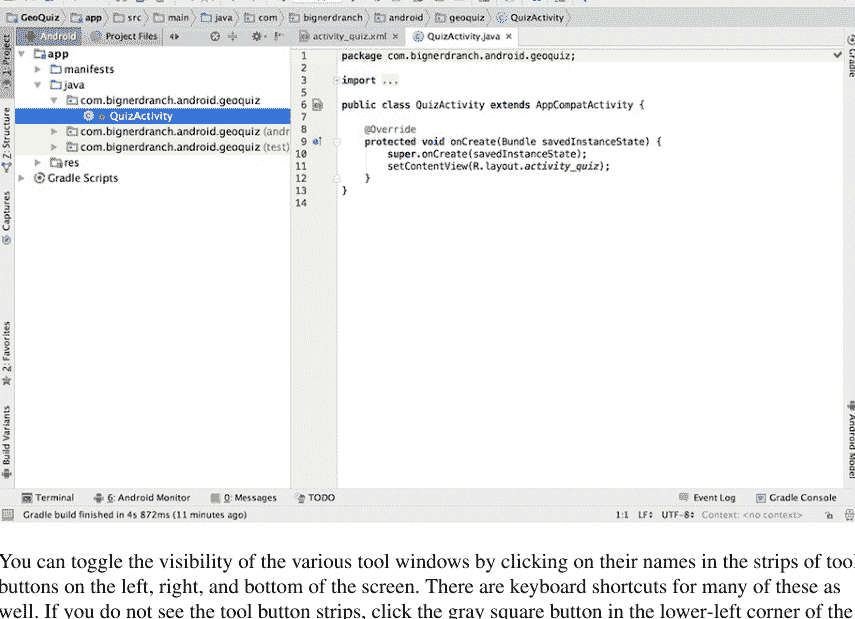 GeoQuiz app src main java com bignerdranch android geoquiz QuizActivity
Android Project Files activity_quiz.xml × QuizActivity.java ×
1: Project
Z: Structure
Captures
2: Favorites
Build Variants
app
manifests
java
com.bignerdranch.android.geoquiz
QuizActivity
com.bignerdranch.android.geoquiz (andr
com.bignerdranch.android.geoquiz (test)
res
Gradle Scripts
1 package com.bignerdranch.android.geoquiz;
2
3 import ...
5
6 public class QuizActivity extends AppCompatActivity {
7
8 @Override
9 protected void onCreate(Bundle savedInstanceState) {
10 super.onCreate(savedInstanceState);
11 setContentView(R.layout.activity_quiz);
12 }
13 }
14
Gradle
Android Model
Terminal 6: Android Monitor 0: Messages TODO Event Log Gradle Console
Gradle build finished in 4s 872ms (11 minutes ago) 1:1 LF÷ UTF-8÷ Context: <no context>
You can toggle the visibility of the various tool windows by clicking on their names in the strips of tool
buttons on the left, right, and bottom of the screen. There are keyboard shortcuts for many of these as
well. If you do not see the tool button strips, click the gray square button in the lower-left corner of the